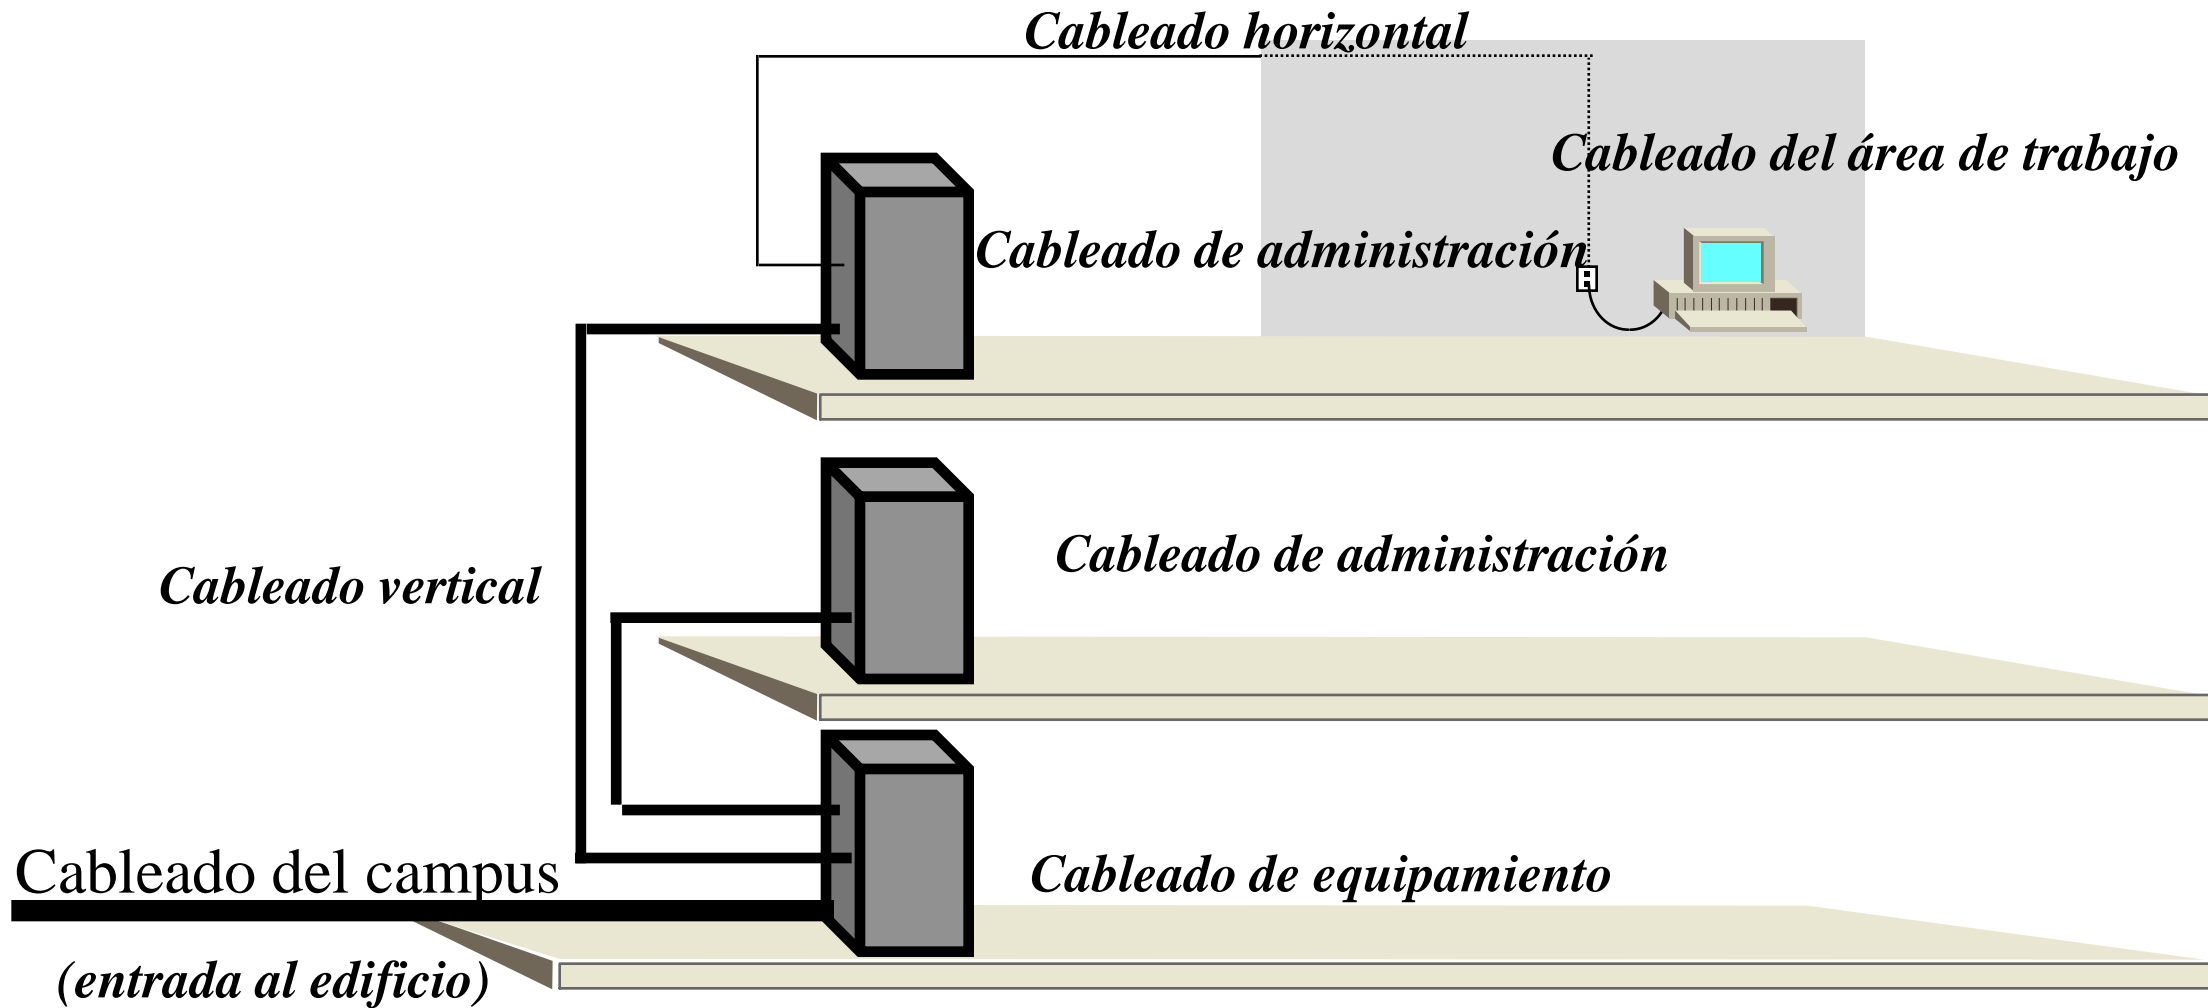 Cableado horizontal
Cableado del área de trabajo
Cableado de administración
Cableado de administración
Cableado vertical
Cableado del campus
Cableado de equipamiento
(entrada al edificio)